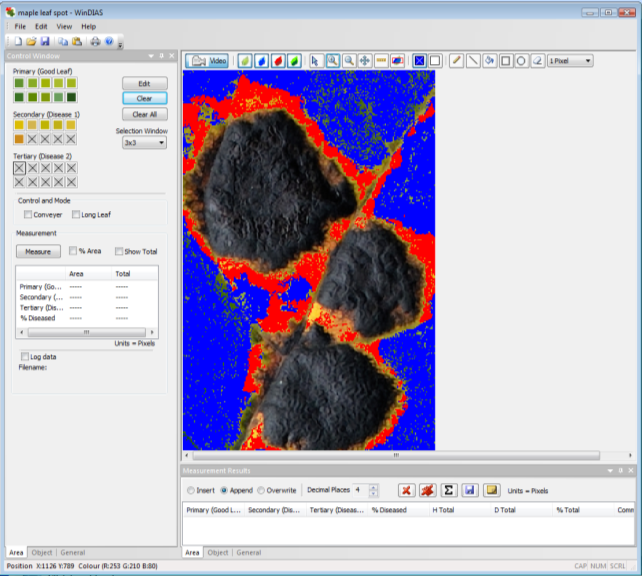 maple leaf spot - WinDIAS
File Edit View Help
Control Window
Video
1 Pixel
Primary (Good Leaf)
Edit
Clear
Secondary (Disease 1)
Clear All
Selection Window
3x3
Tertiary (Disease 2)
Control and Mode
Conveyer Long Leaf
Measurement
Measure % Area Show Total
Area Total
Primary (Go... ----- -----
Secondary (... ----- -----
Tertiary (Dis... ----- -----
% Diseased ----- -----
Units = Pixels
Log data
Filename:
Measurement Results
Insert Append Overwrite Decimal Places 4 Σ Units = Pixels
Primary (Good L... Secondary (Dis... Tertiary (Diseas... % Diseased H Total D Total % Total Comm
Area Object General
Area Object General
Position X:1126 Y:789 Colour (R:253 G:210 B:80)
CAP NUM SCRL